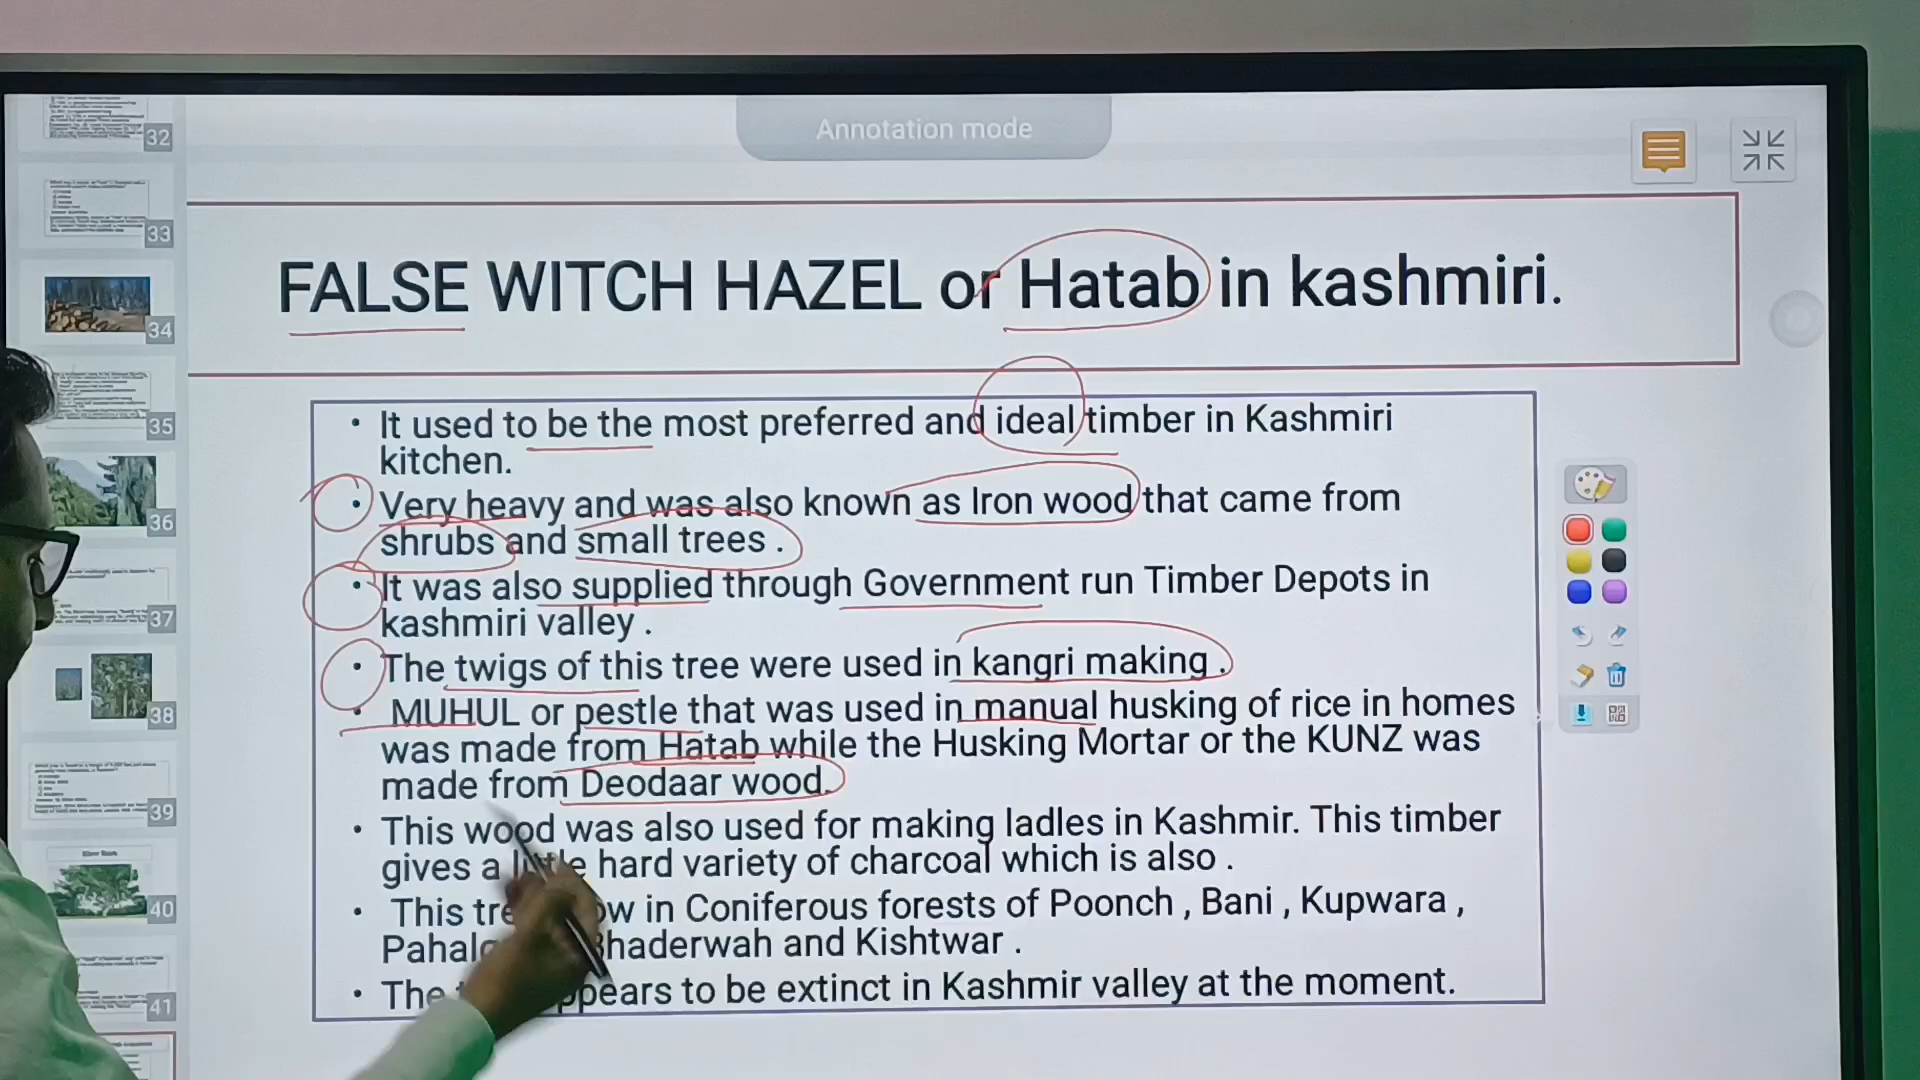 Annotation mode
FALSE WITCH HAZEL or Hatab in kashmiri.
• It used to be the most preferred and ideal timber in Kashmiri
kitchen.
• Very heavy and was also known as Iron wood that came from
shrubs and small trees .
• It was also supplied through Government run Timber Depots in
kashmiri valley .
• The twigs of this tree were used in kangri making .
• MUHUL or pestle that was used in manual husking of rice in homes
was made from Hatab while the Husking Mortar or the KUNZ was
made from Deodaar wood.
• This wood was also used for making ladles in Kashmir. This timber
gives a little hard variety of charcoal which is also .
• This in Coniferous forests of Poonch , Bani , Kupwara ,
Bhaderwah and Kishtwar .
• The to be extinct in Kashmir valley at the moment.
32
33
34
35
36
37
38
39
40
41